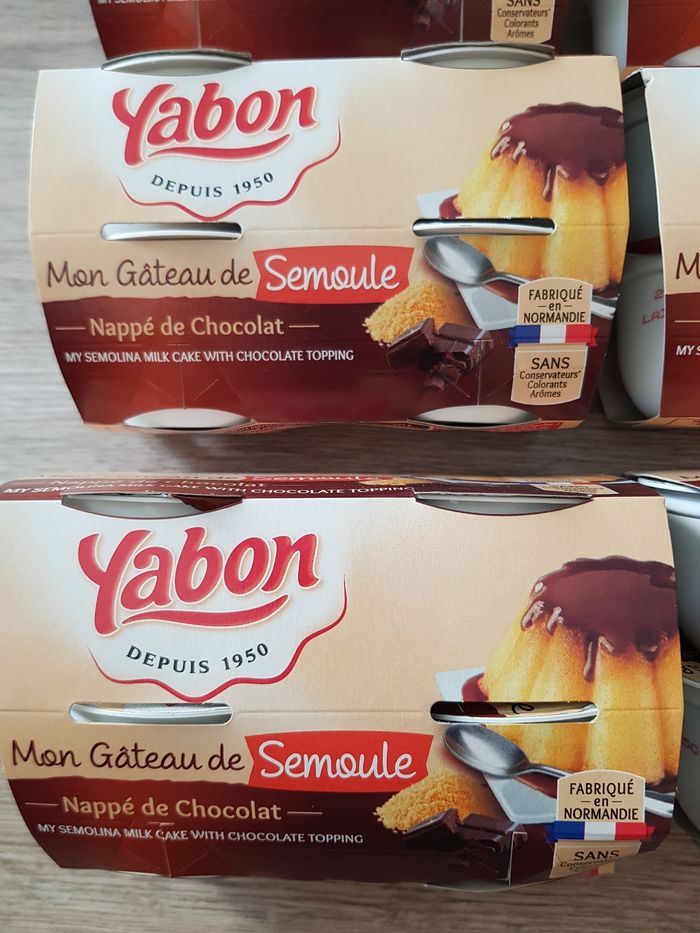 SANS
Conservateurs*
Colorants
Arômes
Yabon
DEPUIS 1950
Mon Gâteau de Semoule
Nappé de Chocolat
MY SEMOLINA MILK CAKE WITH CHOCOLATE TOPPING
FABRIQUÉ
en
NORMANDIE
SANS
Conservateurs*
Colorants
Arômes
M
MY S
MY SEMOLINA MILK CAKE WITH CHOCOLATE TOPPING
Yabon
DEPUIS 1950
Mon Gâteau de Semoule
Nappé de Chocolat
MY SEMOLINA MILK CAKE WITH CHOCOLATE TOPPING
FABRIQUÉ
en
NORMANDIE
SANS